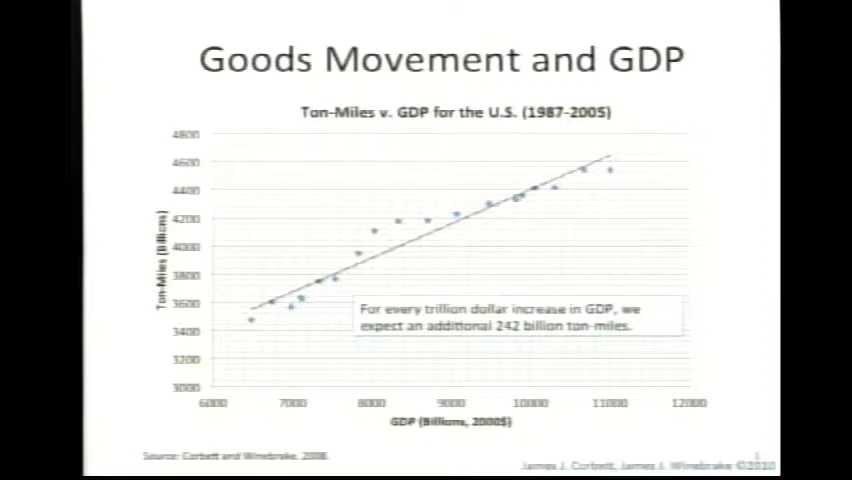 Goods Movement and GDP
Ton-Miles v. GDP for the U.S. (1987-2005)
4800
4600
4400
4200
4000
3800
3600
3400
3200
3000
Ton-Miles (Billions)
For every trillion dollar increase in GDP, we
expect an additional 242 billion ton-miles.
6000 7000 8000 9000 10000 11000 12000
GDP (Billions, 2000$)
Source: Corbett and Winebrake, 2008.
James J. Corbett, James J. Winebrake ©2010